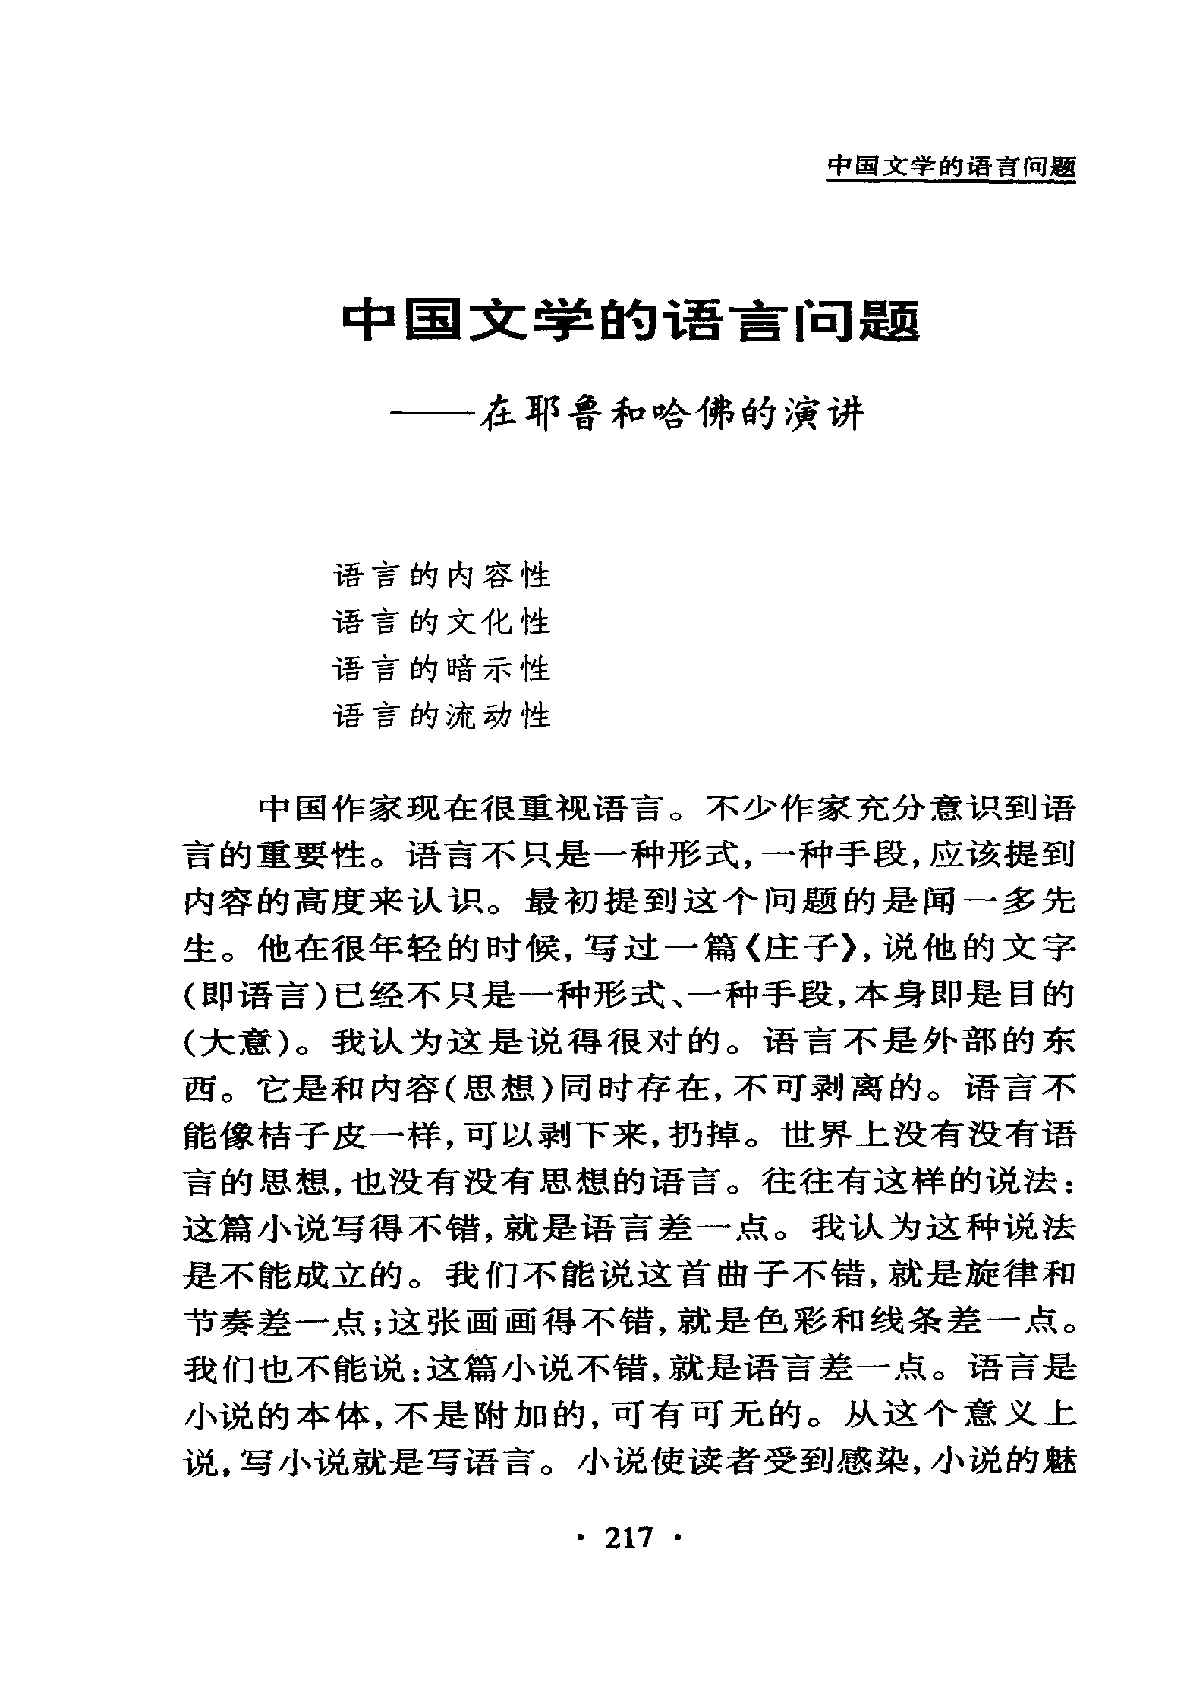 中国文学的语言问题
中国文学的语言问题
——在耶鲁和哈佛的演讲
语言的内容性
语言的文化性
语言的暗示性
语言的流动性
中国作家现在很重视语言。不少作家充分意识到语
言的重要性。语言不只是一种形式,一种手段,应该提到
内容的高度来认识。最初提到这个问题的是闻一多先
生。他在很年轻的时候,写过一篇《庄子》,说他的文字
(即语言)已经不只是一种形式、一种手段,本身即是目的
(大意)。我认为这是说得很对的。语言不是外部的东
西。它是和内容(思想)同时存在,不可剥离的。语言不
能像桔子皮一样,可以剥下来,扔掉。世界上没有没有语
言的思想,也没有没有思想的语言。往往有这样的说法:
这篇小说写得不错,就是语言差一点。我认为这种说法
是不能成立的。我们不能说这首曲子不错,就是旋律和
节奏差一点;这张画画得不错,就是色彩和线条差一点。
我们也不能说:这篇小说不错,就是语言差一点。语言是
小说的本体,不是附加的,可有可无的。从这个意义上
说,写小说就是写语言。小说使读者受到感染,小说的魅
· 217 ·